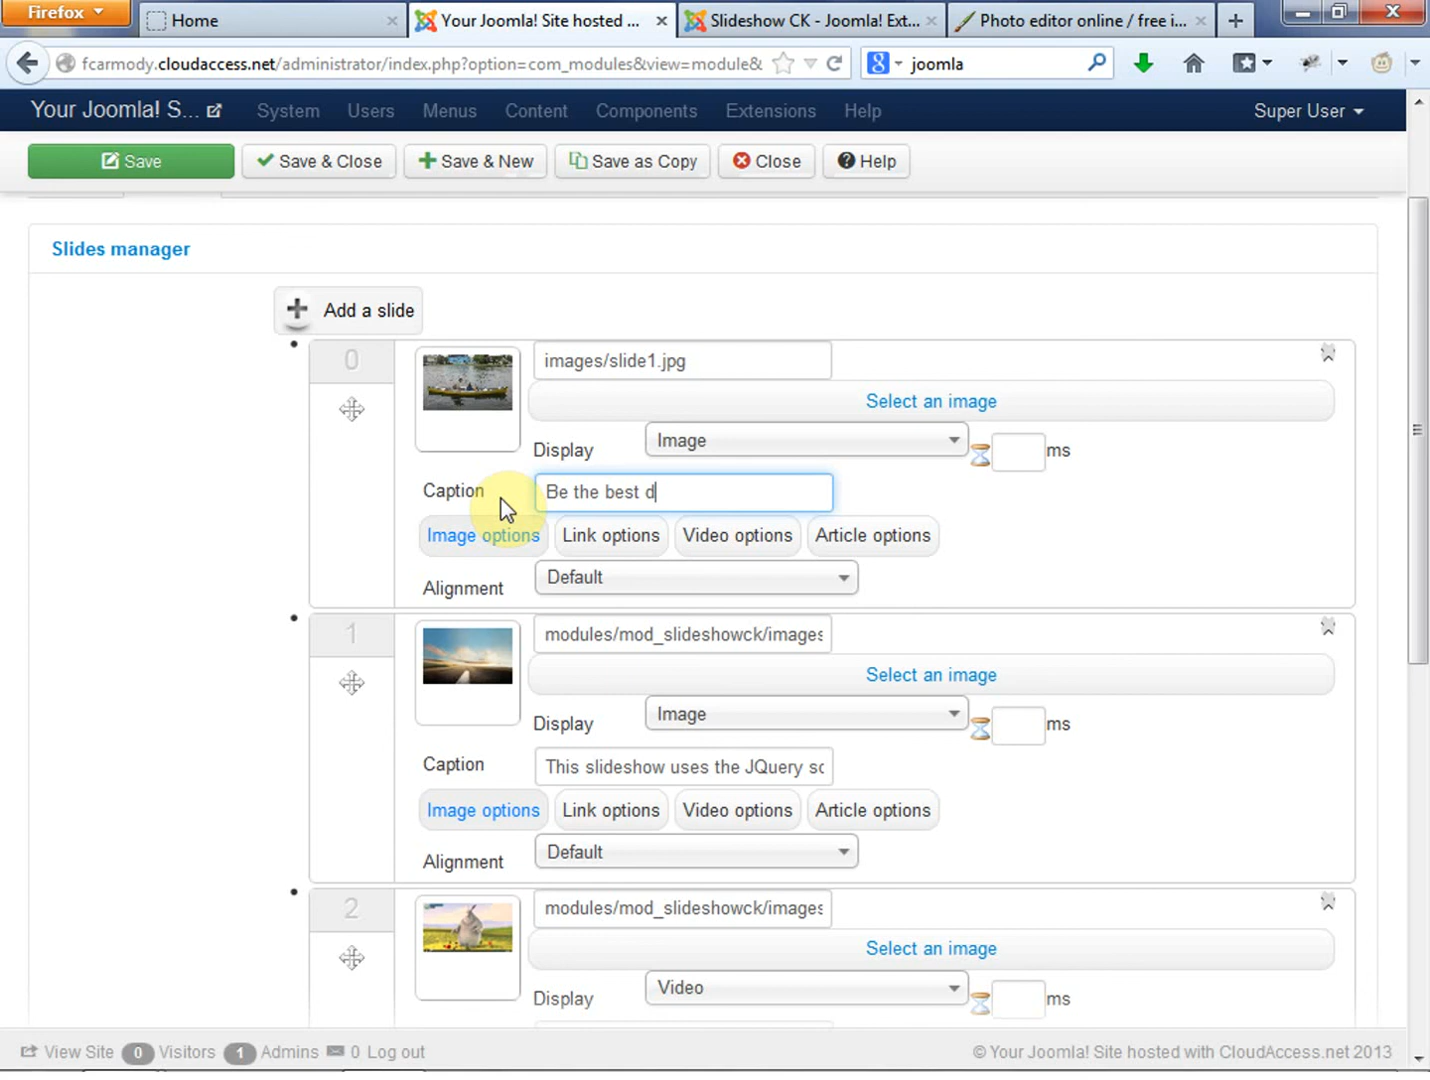 Firefox
Home
Your Joomla! Site hosted ...
Slideshow CK - Joomla! Ext...
Photo editor online / free i...
fcarmody.cloudaccess.net/administrator/index.php?option=com_modules&view=module&
joomla
Your Joomla! S...
System
Users
Menus
Content
Components
Extensions
Help
Super User
Save
Save & Close
Save & New
Save as Copy
Close
Help
Slides manager
Add a slide
0
images/slide1.jpg
Select an image
Display
Image
ms
Caption
Be the best d
Image options
Link options
Video options
Article options
Alignment
Default
1
modules/mod_slideshowck/images
Select an image
Display
Image
ms
Caption
This slideshow uses the JQuery sc
Image options
Link options
Video options
Article options
Alignment
Default
2
modules/mod_slideshowck/images
Select an image
Display
Video
ms
View Site
0 Visitors
1 Admins
0 Log out
© Your Joomla! Site hosted with CloudAccess.net 2013